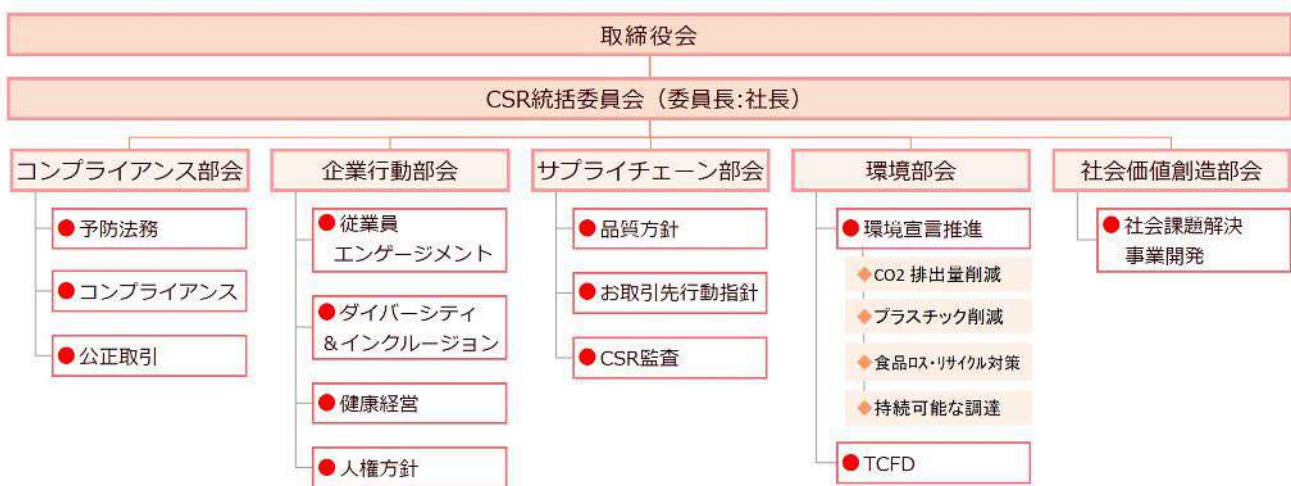 取締役会
CSR統括委員会（委員長:社長）
コンプライアンス部会
●予防法務
●コンプライアンス
●公正取引
企業行動部会
●従業員
エンゲージメント
●ダイバーシティ
＆インクルージョン
●健康経営
●人権方針
サプライチェーン部会
●品質方針
●お取引先行動指針
●CSR監査
環境部会
●環境宣言推進
◆CO2 排出量削減
◆プラスチック削減
◆食品ロス・リサイクル対策
◆持続可能な調達
●TCFD
社会価値創造部会
●社会課題解決
事業開発